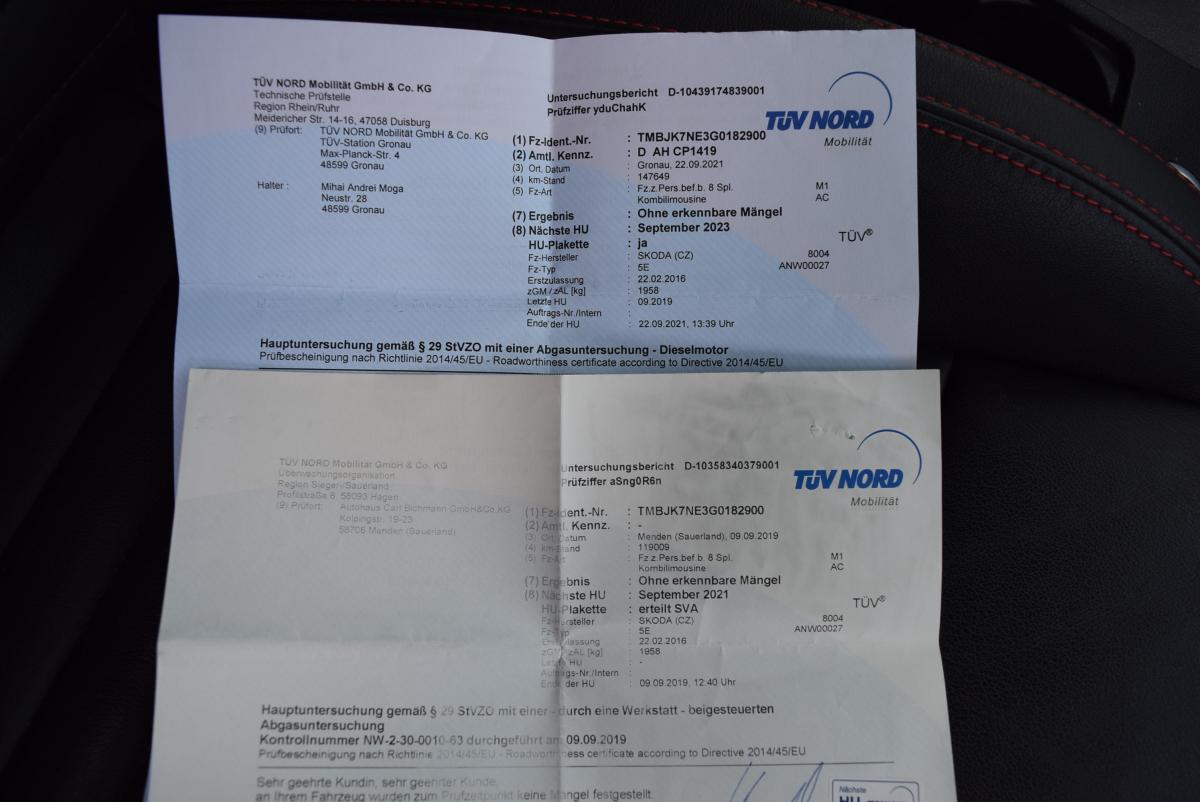 TÜV NORD Mobilität GmbH & Co. KG
Technische Prüfstelle
Region Rhein/Ruhr
Meidericher Str. 14-16, 47058 Duisburg
(9) Prüfort: TÜV NORD Mobilität GmbH & Co. KG
TÜV-Station Gronau
Max-Planck-Str. 4
48599 Gronau
Halter : Mihai Andrei Moga
Neustr. 28
48599 Gronau
Untersuchungsbericht D-10439174839001
Prüfziffer yduChahK
TÜV NORD
Mobilität
(1) Fz-Ident.-Nr. : TMBJK7NE3G0182900
(2) Amtl. Kennz. : D AH CP1419
(3) Ort, Datum : Gronau, 22.09.2021
(4) km-Stand : 147649
(5) Fz-Art : Fz.z.Pers.bef.b. 8 Spl. M1
Kombilimousine AC
(7) Ergebnis : Ohne erkennbare Mängel
(8) Nächste HU : September 2023
HU-Plakette : ja
TÜV®
Fz-Hersteller : SKODA (CZ) 8004
Fz-Typ : 5E ANW00027
Erstzulassung : 22.02.2016
zGM / zAL [kg] : 1958
Letzte HU : 09.2019
Auftrags-Nr./Intern :
Ende der HU : 22.09.2021, 13:39 Uhr
Hauptuntersuchung gemäß § 29 StVZO mit einer Abgasuntersuchung - Dieselmotor
Prüfbescheinigung nach Richtlinie 2014/45/EU - Roadworthiness certificate according to Directive 2014/45/EU
TÜV NORD Mobilität GmbH & Co. KG
Überwachungsorganisation
Region Sieger-/Sauerland
Profilstraße 8, 58093 Hagen
(9) Prüfort: Autohaus Carl Bichmann GmbH&Co.KG
Kolpingstr. 19-23
58706 Menden (Sauerland)
Untersuchungsbericht D-10358340379001
Prüfziffer aSng0R6n
TÜV NORD
Mobilität
(1) Fz-Ident.-Nr. : TMBJK7NE3G0182900
(2) Amtl. Kennz. : -
(3) Ort, Datum : Menden (Sauerland), 09.09.2019
(4) km-Stand : 119009
(5) Fz-Art : Fz.z.Pers.bef.b. 8 Spl. M1
Kombilimousine AC
(7) Ergebnis : Ohne erkennbare Mängel
(8) Nächste HU : September 2021
HU-Plakette : erteilt SVA
TÜV®
Fz-Hersteller : SKODA (CZ) 8004
Fz-Typ : 5E ANW00027
Erstzulassung : 22.02.2016
zGM / zAL [kg] : 1958
Letzte HU : -
Auftrags-Nr./Intern :
Ende der HU : 09.09.2019, 12:40 Uhr
Hauptuntersuchung gemäß § 29 StVZO mit einer - durch eine Werkstatt - beigesteuerten
Abgasuntersuchung
Kontrollnummer NW-2-30-0010-63 durchgeführt am 09.09.2019
Prüfbescheinigung nach Richtlinie 2014/45/EU - Roadworthiness certificate according to Directive 2014/45/EU
Sehr geehrte Kundin, sehr geehrter Kunde,
an Ihrem Fahrzeug wurden zum Prüfzeitpunkt keine Mängel festgestellt.
Nächste
HU